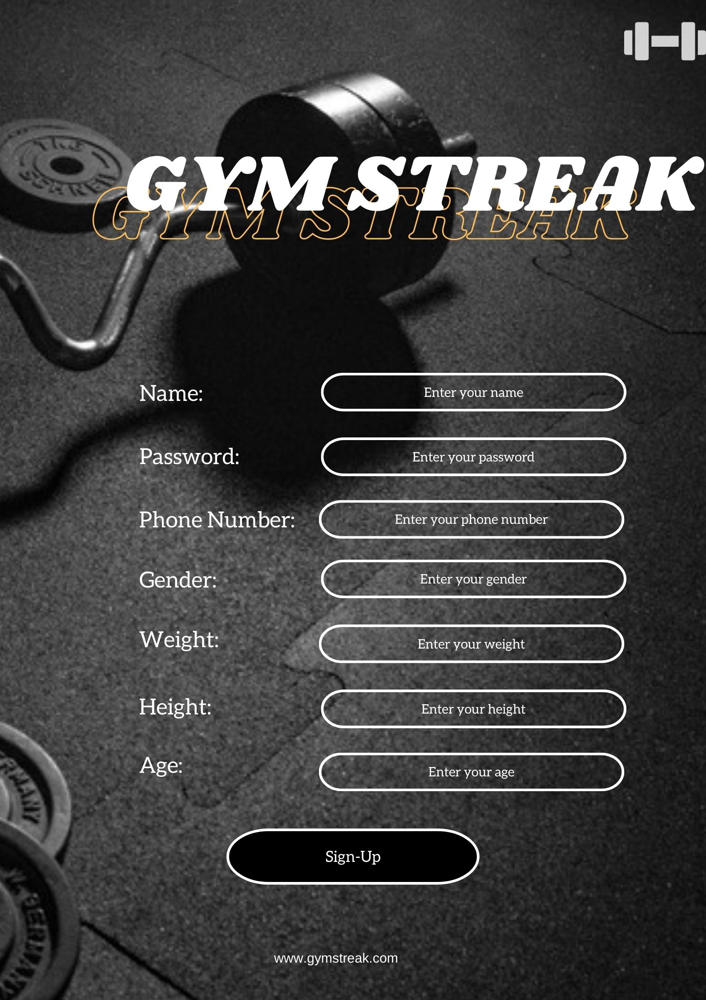 GYM STREAK
GYM STREAK
Name:
Enter your name
Password:
Enter your password
Phone Number:
Enter your phone number
Gender:
Enter your gender
Weight:
Enter your weight
Height:
Enter your height
Age:
Enter your age
Sign-Up
www.gymstreak.com